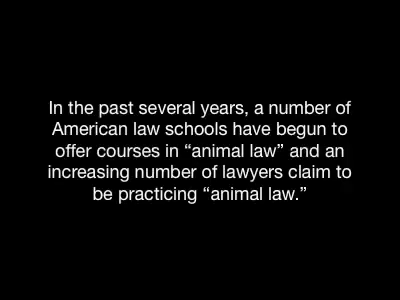 In the past several years, a number of
American law schools have begun to
offer courses in “animal law” and an
increasing number of lawyers claim to
be practicing “animal law.”